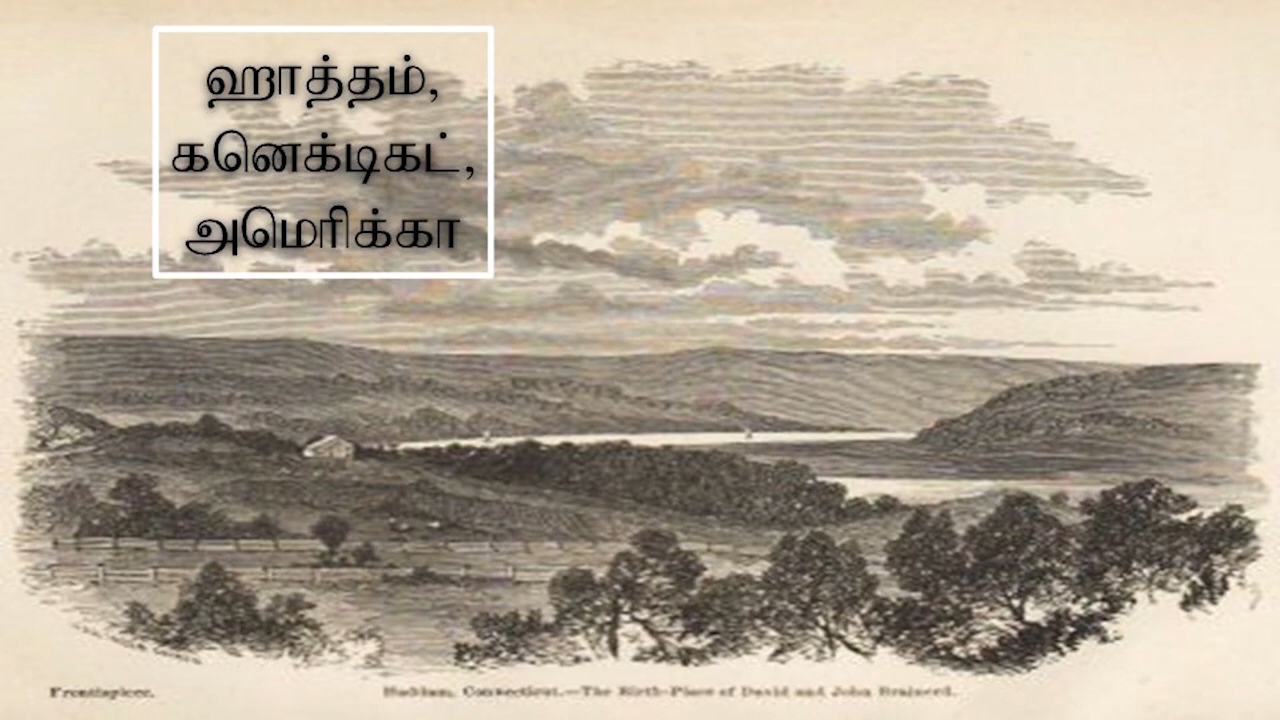 ஹாத்தம்,
கனெக்டிகட்,
அமெரிக்கா
Frontispiece. Haddam, Connecticut.—The Birth-Place of David and John Brainerd.